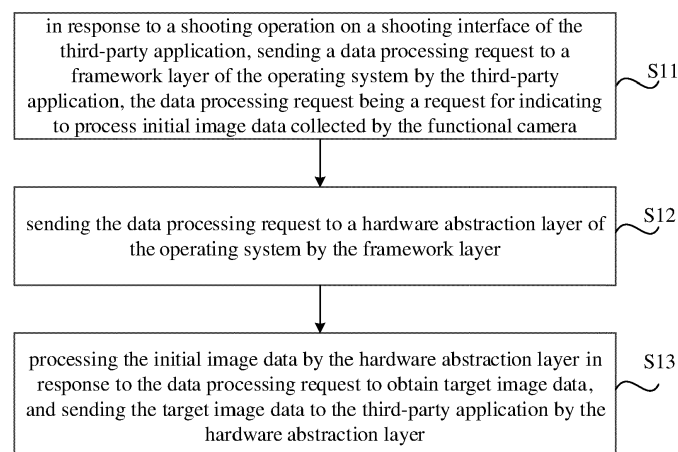 in response to a shooting operation on a shooting interface of the
third-party application, sending a data processing request to a
framework layer of the operating system by the third-party
application, the data processing request being a request for indicating
to process initial image data collected by the functional camera
S11
sending the data processing request to a hardware abstraction layer of
the operating system by the framework layer
S12
processing the initial image data by the hardware abstraction layer in
response to the data processing request to obtain target image data,
and sending the target image data to the third-party application by the
hardware abstraction layer
S13